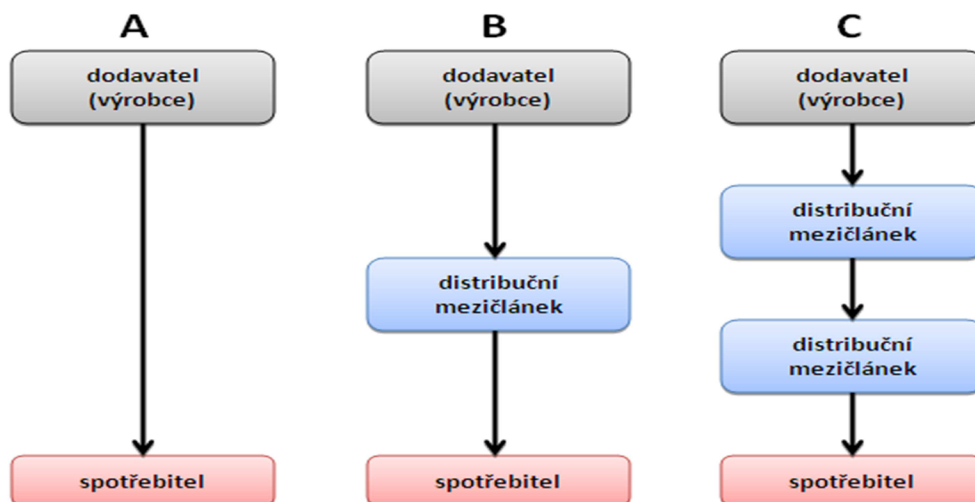 A
dodavatel
(výrobce)
spotřebitel
B
dodavatel
(výrobce)
distribuční
mezičlánek
spotřebitel
C
dodavatel
(výrobce)
distribuční
mezičlánek
distribuční
mezičlánek
spotřebitel